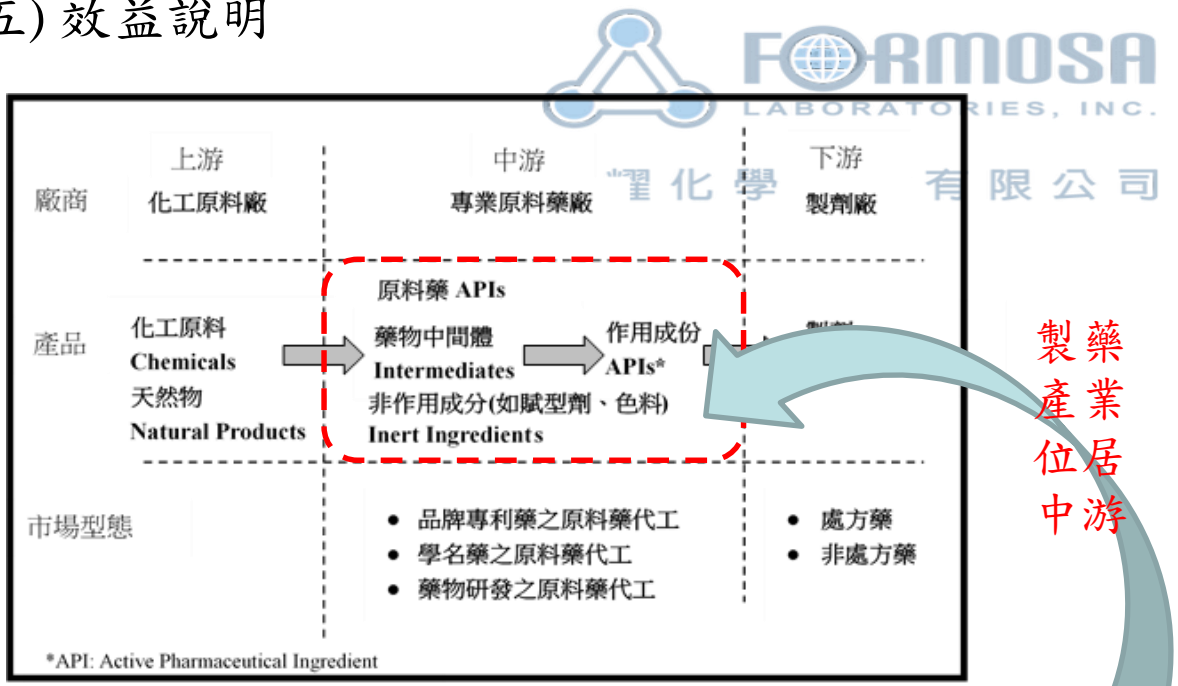 五) 效益說明
FORMOSA
LABORATORIES, INC.
耀化學 有限公司
上游 中游 下游
廠商 化工原料廠 專業原料藥廠 製劑廠
原料藥 APIs
產品 化工原料 藥物中間體 作用成份 製劑
Chemicals Intermediates APIs*
天然物 非作用成分(如賦型劑、色料)
Natural Products Inert Ingredients
製藥
產業
位居
中游
市場型態
● 品牌專利藥之原料藥代工 ● 處方藥
● 學名藥之原料藥代工 ● 非處方藥
● 藥物研發之原料藥代工
*API: Active Pharmaceutical Ingredient